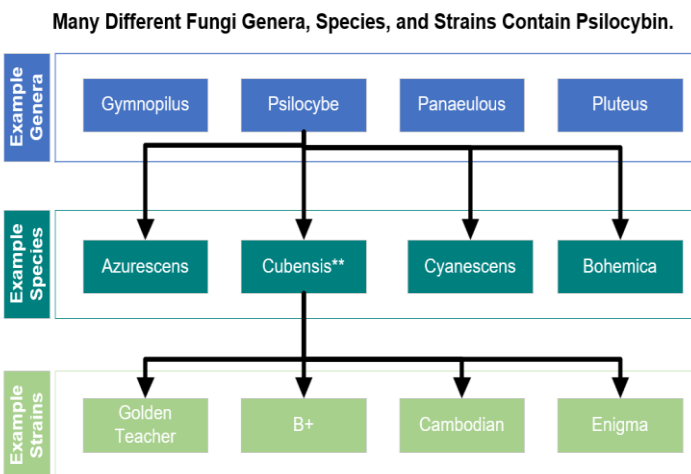 Many Different Fungi Genera, Species, and Strains Contain Psilocybin.
Example
Genera
Gymnopilus
Psilocybe
Panaeulous
Pluteus
Example
Species
Azurescens
Cubensis**
Cyanescens
Bohemica
Example
Strains
Golden
Teacher
B+
Cambodian
Enigma